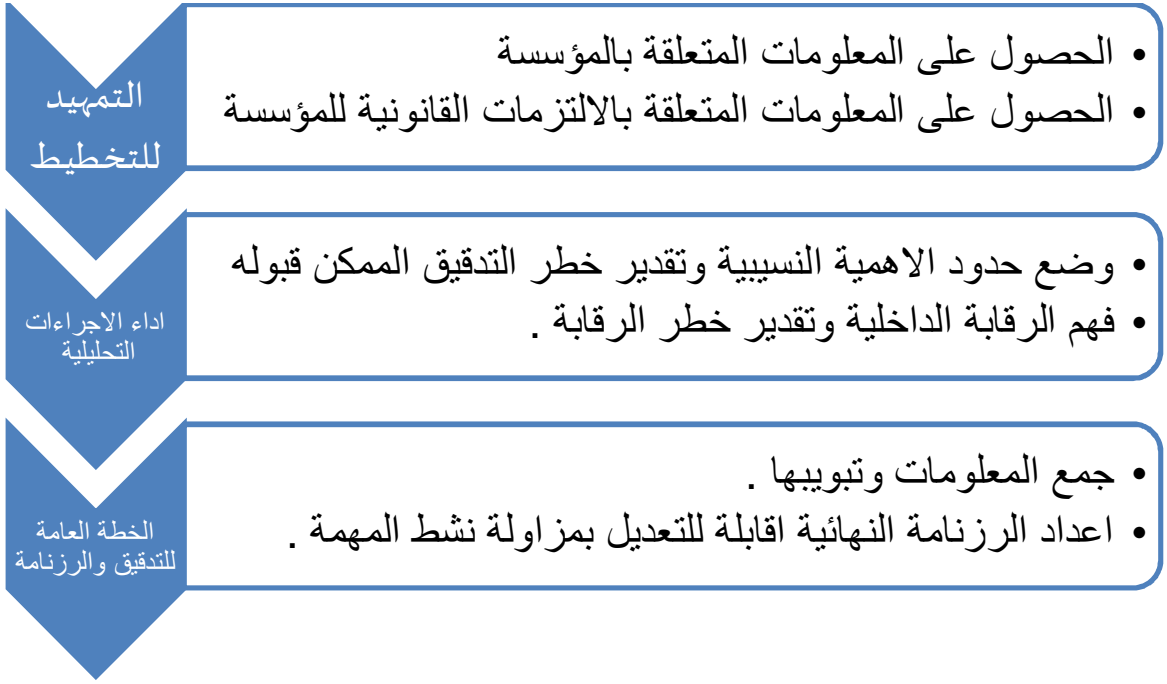 التمهيد
للتخطيط
• الحصول على المعلومات المتعلقة بالمؤسسة
• الحصول على المعلومات المتعلقة بالالتزمات القانونية للمؤسسة
اداء الاجراءات
التحليلية
• وضع حدود الاهمية النسيبية وتقدير خطر التدقيق الممكن قبوله
• فهم الرقابة الداخلية وتقدير خطر الرقابة .
الخطة العامة
للتدقيق والرزنامة
• جمع المعلومات وتبويبها .
• اعداد الرزنامة النهائية اقابلة للتعديل بمزاولة نشط المهمة .